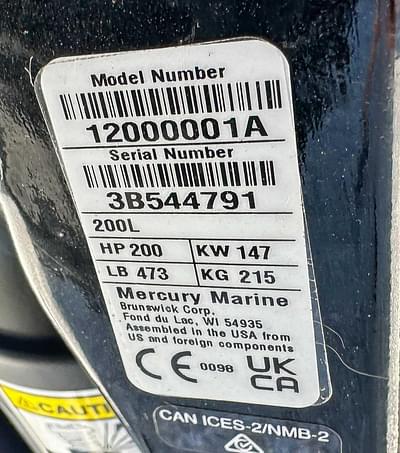 Model Number
12000001A
Serial Number
3B544791
200L
HP 200 KW 147
LB 473 KG 215
Mercury Marine
Brunswick Corp.
Fond du Lac, WI 54935
Assembled in the USA from
US and foreign components
CE 0098 UK
CA
CAUTI
CAN ICES-2/NMB-2